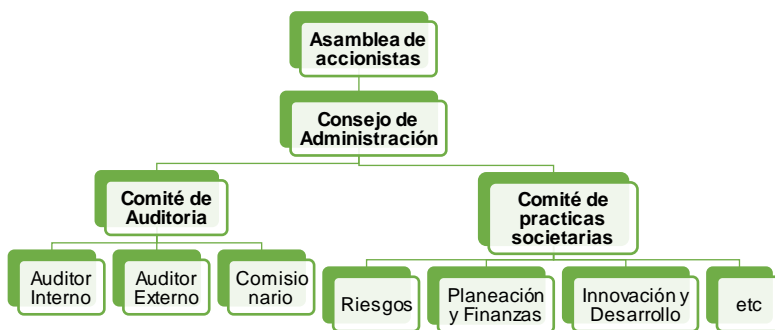 Asamblea de
accionistas
Consejo de
Administración
Comité de
Auditoria
Comité de
practicas
societarias
Auditor
Interno
Auditor
Externo
Comisio
nario
Riesgos
Planeación
y Finanzas
Innovación y
Desarrollo
etc